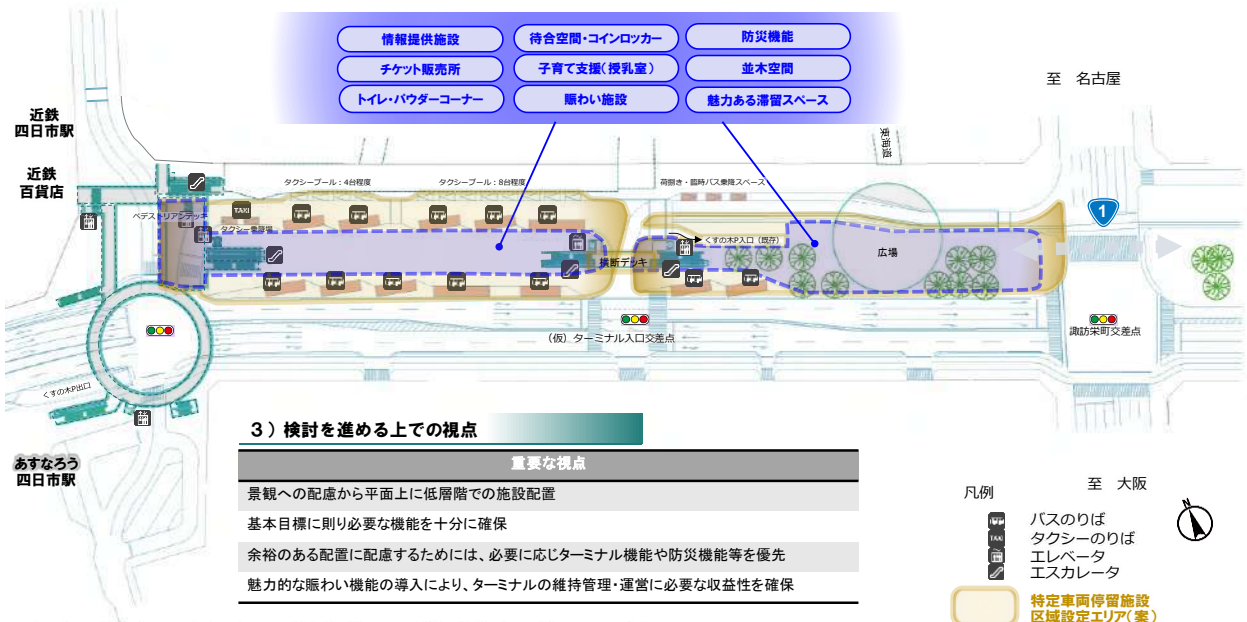 情報提供施設
待合空間・コインロッカー
防災機能
チケット販売所
子育て支援（授乳室）
並木空間
トイレ・パウダーコーナー
賑わい施設
魅力ある滞留スペース
至 名古屋
近鉄
四日市駅
近鉄
百貨店
東海道
タクシープール：4台程度
タクシープール：8台程度
荷捌き・臨時バス乗降スペース
1
ペデストリアンデッキ
TAXI
タクシー乗降場
くすの木P入口（既存）
横断デッキ
広場
（仮）ターミナル入口交差点
諏訪栄町交差点
くすの木P出口
あすなろう
四日市駅
3）検討を進める上での視点
重要な視点
景観への配慮から平面上に低層階での施設配置
基本目標に則り必要な機能を十分に確保
余裕のある配置に配慮するためには、必要に応じターミナル機能や防災機能等を優先
魅力的な賑わい機能の導入により、ターミナルの維持管理・運営に必要な収益性を確保
凡例
至 大阪
N
バスのりば
TAXI
タクシーのりば
エレベータ
エスカレータ
特定車両停留施設
区域設定エリア（案）